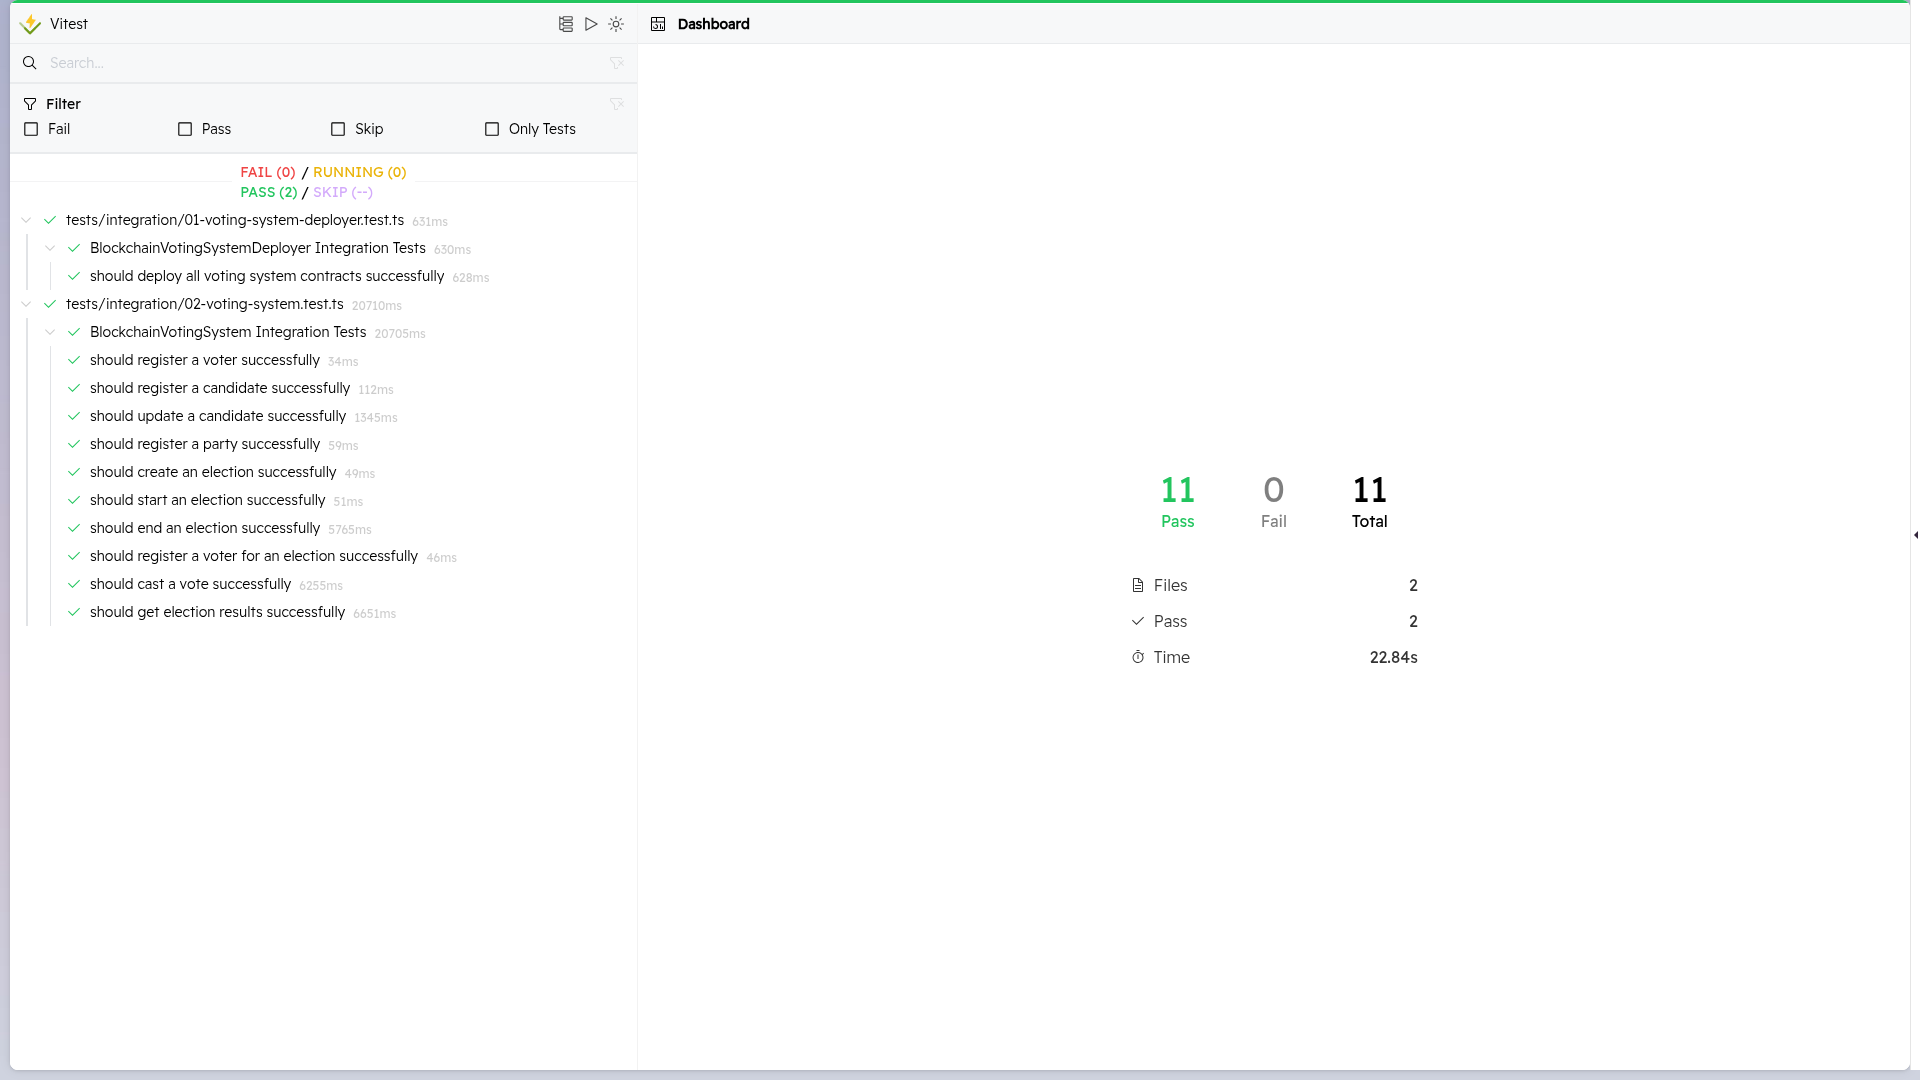 Vitest
Dashboard
Search...
Filter
Fail
Pass
Skip
Only Tests
FAIL (0) / RUNNING (0)
PASS (2) / SKIP (--)
tests/integration/01-voting-system-deployer.test.ts 631ms
BlockchainVotingSystemDeployer Integration Tests 630ms
should deploy all voting system contracts successfully 628ms
tests/integration/02-voting-system.test.ts 20710ms
BlockchainVotingSystem Integration Tests 20705ms
should register a voter successfully 34ms
should register a candidate successfully 112ms
should update a candidate successfully 1345ms
should register a party successfully 59ms
should create an election successfully 49ms
should start an election successfully 51ms
should end an election successfully 5765ms
should register a voter for an election successfully 46ms
should cast a vote successfully 6255ms
should get election results successfully 6651ms
11 0 11
Pass Fail Total
Files 2
Pass 2
Time 22.84s